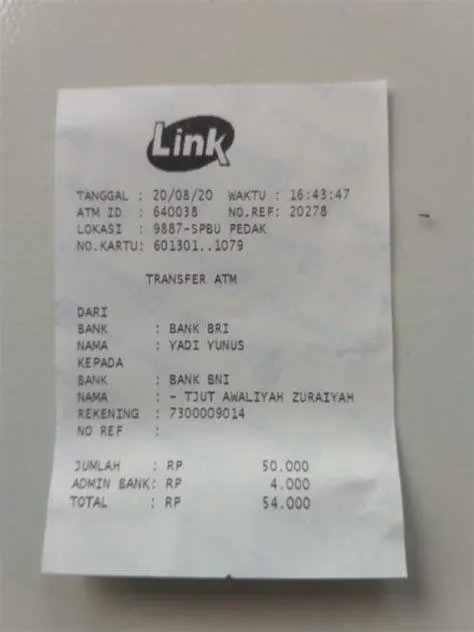 Link
TANGGAL : 20/08/20 WAKTU : 16:43:47
ATM ID : 640038 NO.REF: 20278
LOKASI : 9887-SPBU PEDAK
NO.KARTU: 601301..1079
TRANSFER ATM
DARI
BANK : BANK BRI
NAMA : YADI YUNUS
KEPADA
BANK : BANK BNI
NAMA : - TJUT AWALIYAH ZURAIYAH
REKENING : 7300009014
NO REF :
JUMLAH : RP 50.000
ADMIN BANK: RP 4.000
TOTAL : RP 54.000